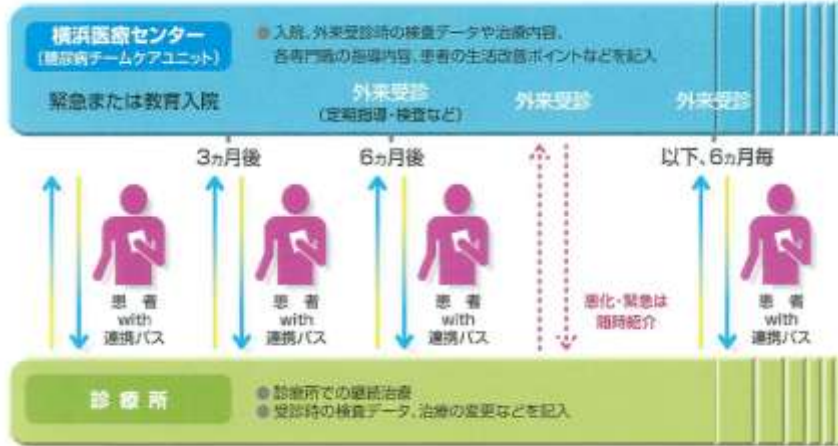 横浜医療センター
(糖尿病チームケアユニット)
●入院、外来受診時の検査データや治療内容、
各専門職の指導内容、患者の生活改善ポイントなどを記入
緊急または教育入院
外来受診
(定期指導・検査など)
外来受診
外来受診
3ヵ月後
6ヵ月後
以下、6ヵ月毎
患者
with
連携パス
患者
with
連携パス
患者
with
連携パス
悪化・緊急は
随時紹介
患者
with
連携パス
診療所
●診療所での継続治療
●受診時の検査データ、治療の変更などを記入